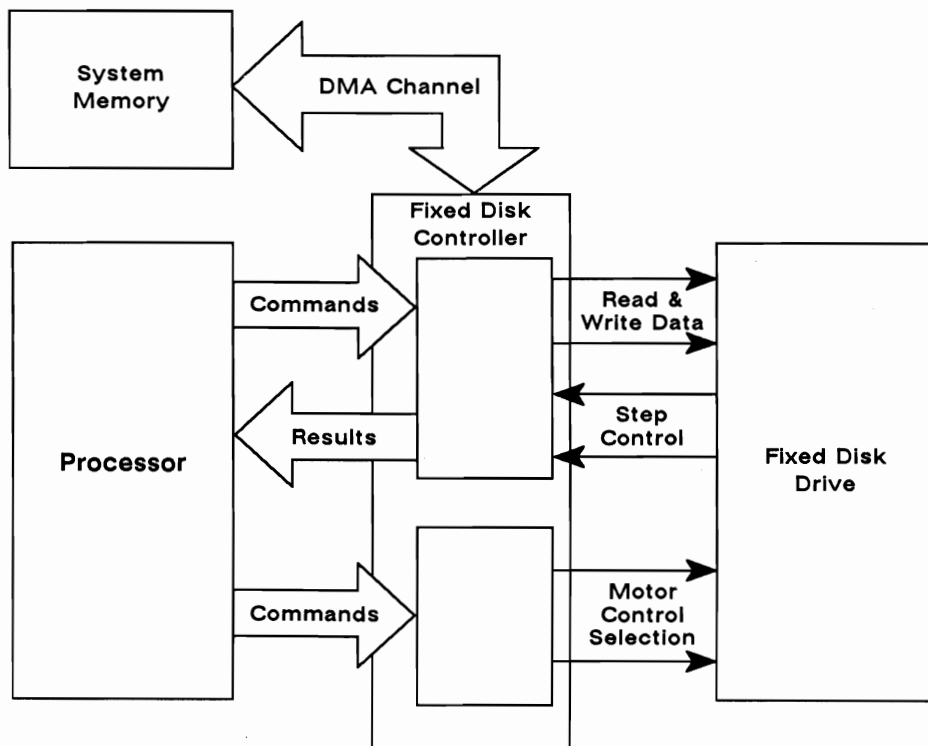 System
Memory
DMA Channel
Fixed Disk
Controller
Commands
Read &
Write Data
Results
Step
Control
Processor
Fixed Disk
Drive
Commands
Motor
Control
Selection